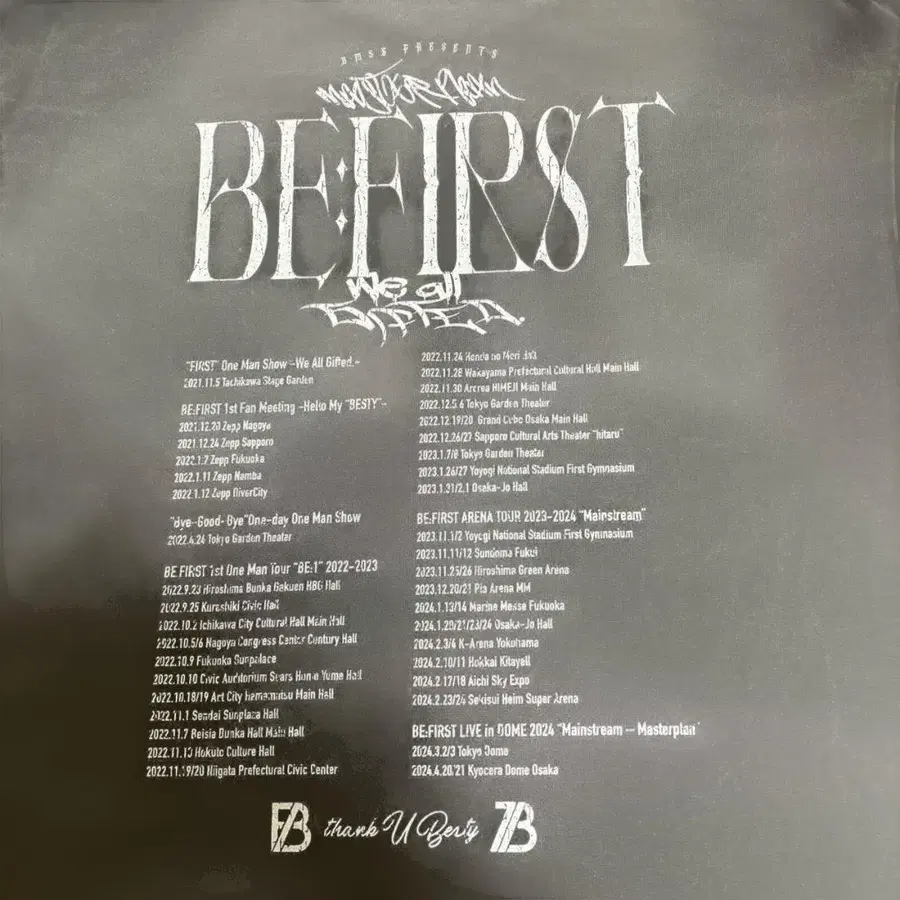 BMSG PRESENTS
Masterplan
BE:FIRST
We all
GIFTED.
"FIRST" One Man Show -We All Gifted.-
2021.11.5 Tachikawa Stage Garden
BE:FIRST 1st Fan Meeting -Hello My "BESTY"-
2021.12.20 Zepp Nagoya
2021.12.24 Zepp Sapporo
2022.1.7 Zepp Fukuoka
2022.1.11 Zepp Namba
2022.1.12 Zepp DiverCity
"Bye-Good-Bye"One-day One Man Show
2022.4.26 Tokyo Garden Theater
BE:FIRST 1st One Man Tour "BE:1" 2022-2023
2022.9.23 Hiroshima Bunka Gakuen HBG Hall
2022.9.25 Kurashiki Civic Hall
2022.10.2 Ichikawa City Cultural Hall Main Hall
2022.10.5/6 Nagoya Congress Center Century Hall
2022.10.9 Fukuoka Sunpalace
2022.10.10 Civic Auditorium Sears Home Yume Hall
2022.10.18/19 Act City Hamamatsu Main Hall
2022.11.1 Sendai Sunplaza Hall
2022.11.7 Reisia Bunka Hall Main Hall
2022.11.13 Hokuto Culture Hall
2022.11.19/20 Niigata Prefectural Civic Center
2022.11.24 Hondo no Mori
2022.11.28 Wakayama Prefectural Cultural Hall Main Hall
2022.11.30 Arcrea HIMEJI Main Hall
2022.12.5.6 Tokyo Garden Theater
2022.12.19/20 Grand Cube Osaka Main Hall
2022.12.26/27 Sapporo Cultural Arts Theater "hitaru"
2023.1.7/8 Tokyo Garden Theater
2023.1.26/27 Yoyogi National Stadium First Gymnasium
2023.1.31/2.1 Osaka-Jo Hall
BE:FIRST ARENA TOUR 2023-2024 "Mainstream"
2023.11.1/2 Yoyogi National Stadium First Gymnasium
2023.11.11/12 Sundome Fukui
2023.11.25/26 Hiroshima Green Arena
2023.12.20/21 Pia Arena MM
2024.1.13/14 Marine Messe Fukuoka
2024.1.20/21/23/24 Osaka-Jo Hall
2024.2.3/4 K-Arena Yokohama
2024.2.10/11 Hokkai Kitayell
2024.2.17/18 Aichi Sky Expo
2024.2.23/25 Sekisui Heim Super Arena
BE:FIRST LIVE in DOME 2024 "Mainstream – Masterplan"
2024.3.2/3 Tokyo Dome
2024.4.20/21 Kyocera Dome Osaka
thank U Besty
7B